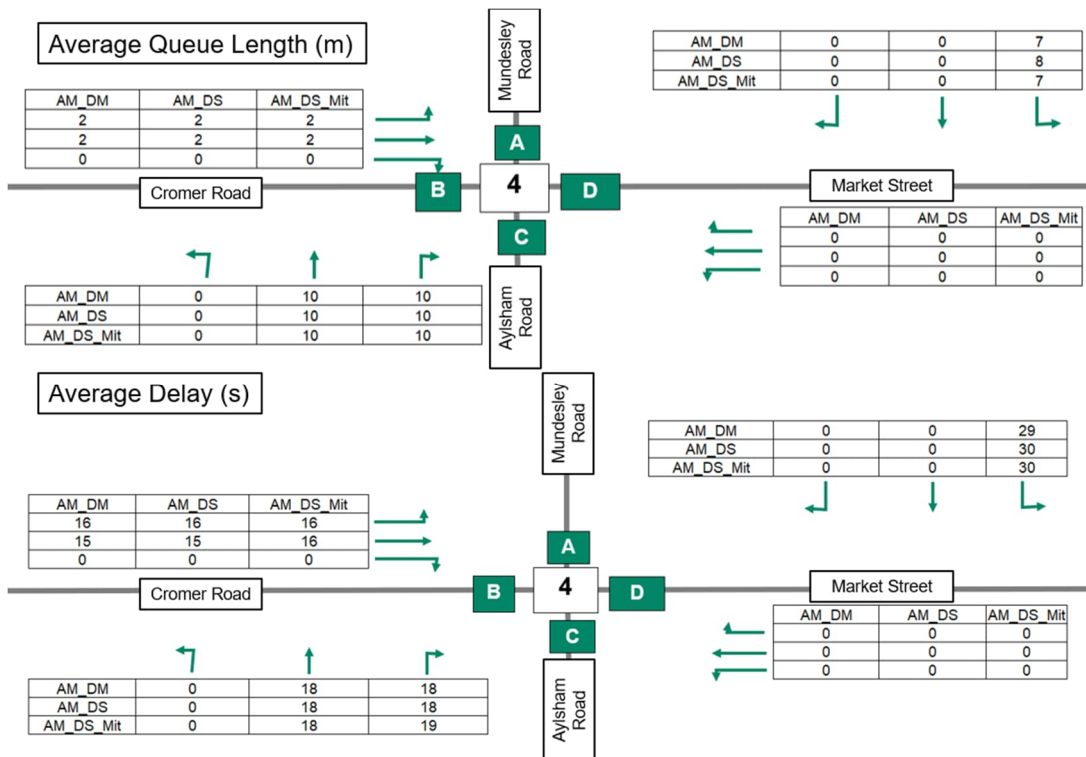 Average Queue Length (m)
Mundesley
Road
AM_DM 0 0 7
AM_DS 0 0 8
AM_DS_Mit 0 0 7
AM_DM AM_DS AM_DS_Mit
2 2 2
2 2 2
0 0 0
A
B
4
D
C
Cromer Road
Market Street
AM_DM AM_DS AM_DS_Mit
0 0 0
0 0 0
0 0 0
AM_DM 0 10 10
AM_DS 0 10 10
AM_DS_Mit 0 10 10
Aylsham
Road
Average Delay (s)
Mundesley
Road
AM_DM 0 0 29
AM_DS 0 0 30
AM_DS_Mit 0 0 30
AM_DM AM_DS AM_DS_Mit
16 16 16
15 15 16
0 0 0
A
B
4
D
C
Cromer Road
Market Street
AM_DM AM_DS AM_DS_Mit
0 0 0
0 0 0
0 0 0
AM_DM 0 18 18
AM_DS 0 18 18
AM_DS_Mit 0 18 19
Aylsham
Road